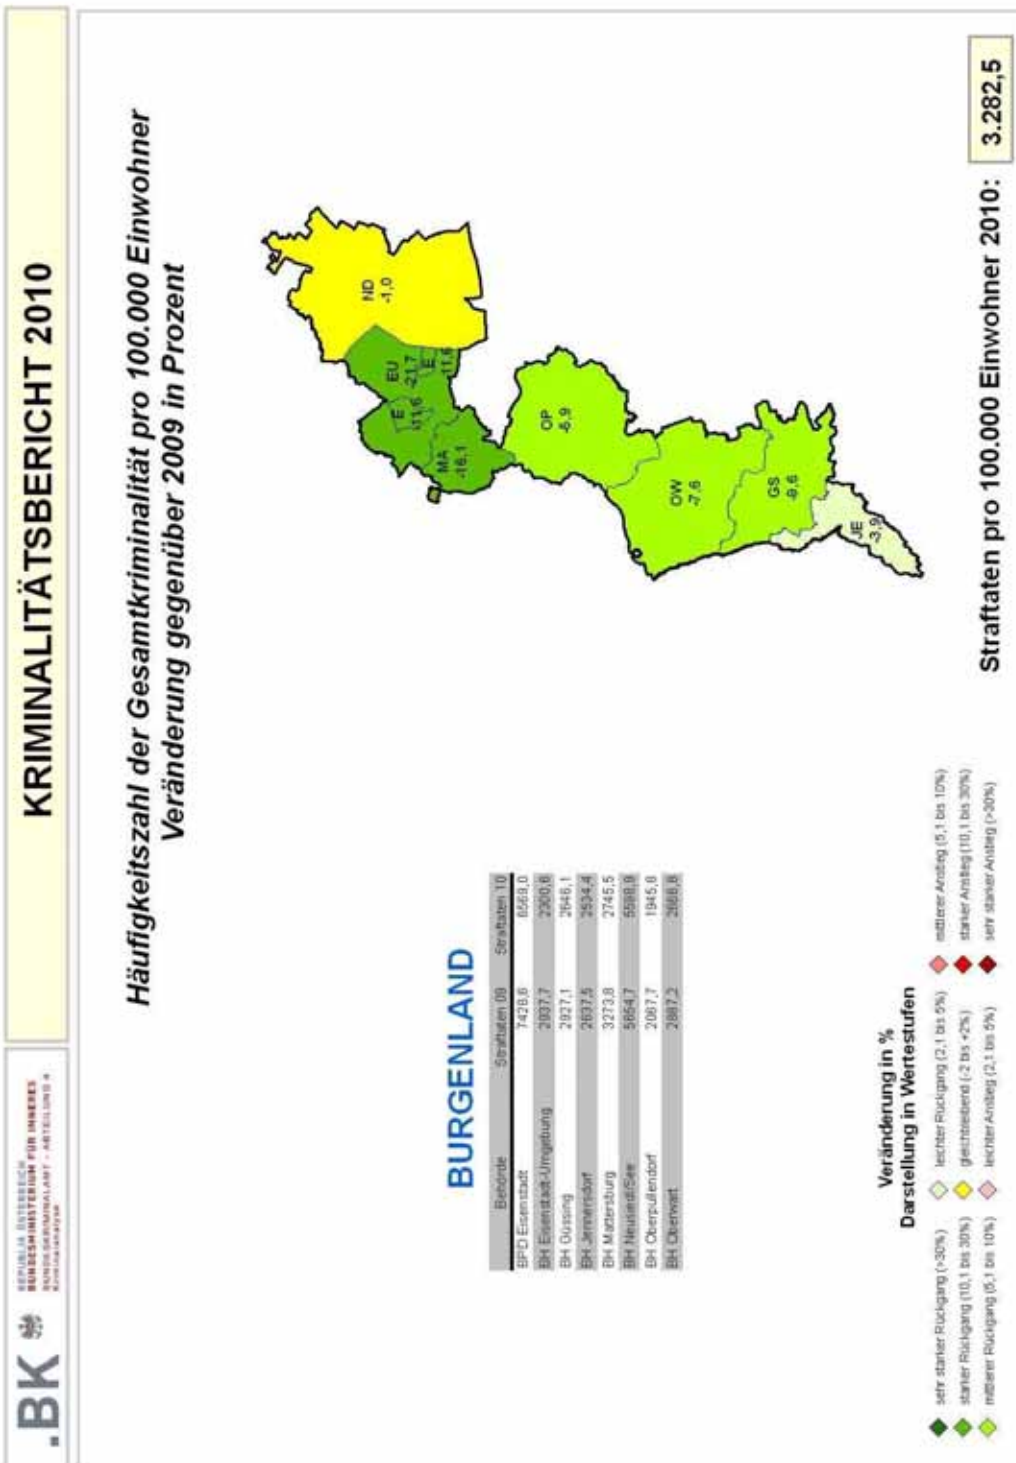 .BK
REPUBLIK ÖSTERREICH
BUNDESMINISTERIUM FÜR INNERES
BUNDESKRIMINALAMT - ABTEILUNG 4
Kriminalanalyse
KRIMINALITÄTSBERICHT 2010
Häufigkeitszahl der Gesamtkriminalität pro 100.000 Einwohner
Veränderung gegenüber 2009 in Prozent
BURGENLAND
Behörde Straftaten 09 Straftaten 10
BPD Eisenstadt 7428,6 6569,0
BH Eisenstadt-Umgebung 2937,7 2300,6
BH Güssing 2927,1 2646,1
BH Jennersdorf 2637,5 2534,4
BH Mattersburg 3273,8 2745,5
BH Neusiedl/See 5654,7 5598,9
BH Oberpullendorf 2087,7 1945,6
BH Oberwart 2887,2 2666,8
ND
-1,0
EU
-21,7
E
-11,6
E
-11,6
MA
-16,1
OP
-6,9
OW
-7,6
GS
-9,6
JE
-3,9
Veränderung in %
Darstellung in Wertestufen
sehr starker Rückgang (>30%)
starker Rückgang (10,1 bis 30%)
mittlerer Rückgang (5,1 bis 10%)
leichter Rückgang (2,1 bis 5%)
gleichbleibend (-2 bis +2%)
leichter Anstieg (2,1 bis 5%)
mittlerer Anstieg (5,1 bis 10%)
starker Anstieg (10,1 bis 30%)
sehr starker Anstieg (>30%)
Straftaten pro 100.000 Einwohner 2010: 3.282,5